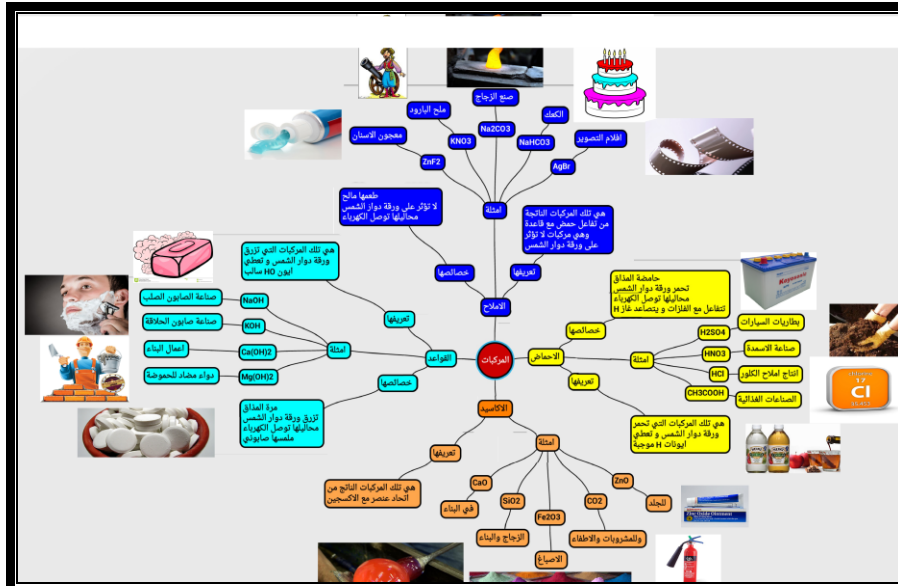 صنع الزجاج
ملح البارود
الكعك
معجون الاسنان
افلام التصوير
Na2CO3
KNO3
NaHCO3
ZnF2
AgBr
امثلة
طعمها مالح
لا تؤثر على ورقة دوار الشمس
محاليلها توصل الكهرباء
هي تلك المركبات الناتجة
من تفاعل حمض مع قاعدة
وهي مركبات لا تؤثر
على ورقة دوار الشمس
خصائصها
تعريفها
الاملاح
هي تلك المركبات التي تزرق
ورقة دوار الشمس و تعطي
ايون HO سالب
صناعة الصابون الصلب
NaOH
صناعة صابون الحلاقة
KOH
اعمال البناء
Ca(OH)2
دواء مضاد للحموضة
Mg(OH)2
امثلة
تعريفها
القواعد
خصائصها
مرة المذاق
تزرق ورقة دوار الشمس
محاليلها توصل الكهرباء
ملمسها صابوني
المركبات
حامضة المذاق
تحمر ورقة دوار الشمس
محاليلها توصل الكهرباء
تتفاعل مع الفلزات و يتصاعد غاز H
خصائصها
الاحماض
امثلة
تعريفها
H2SO4
بطاريات السيارات
HNO3
صناعة الاسمدة
HCl
انتاج املاح الكلور
CH3COOH
الصناعات الغذائية
هي تلك المركبات التي تحمر
ورقة دوار الشمس و تعطي
ايونات H موجبة
17
Cl
الاكاسيد
امثلة
تعريفها
هي تلك المركبات الناتج من
اتحاد عنصر مع الاكسجين
CaO
في البناء
SiO2
الزجاج والبناء
Fe2O3
الاصباغ
CO2
وللمشروبات والاطفاء
ZnO
للجلد